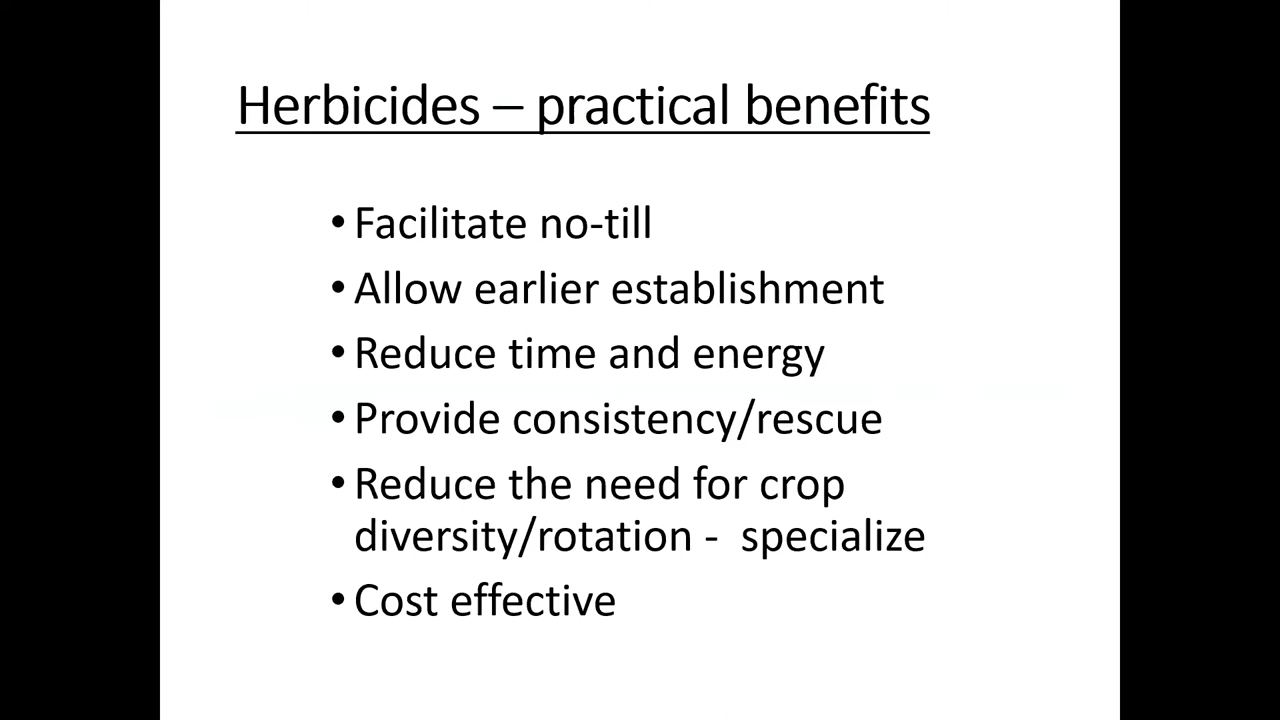 Herbicides – practical benefits
• Facilitate no-till
• Allow earlier establishment
• Reduce time and energy
• Provide consistency/rescue
• Reduce the need for crop
diversity/rotation -  specialize
• Cost effective